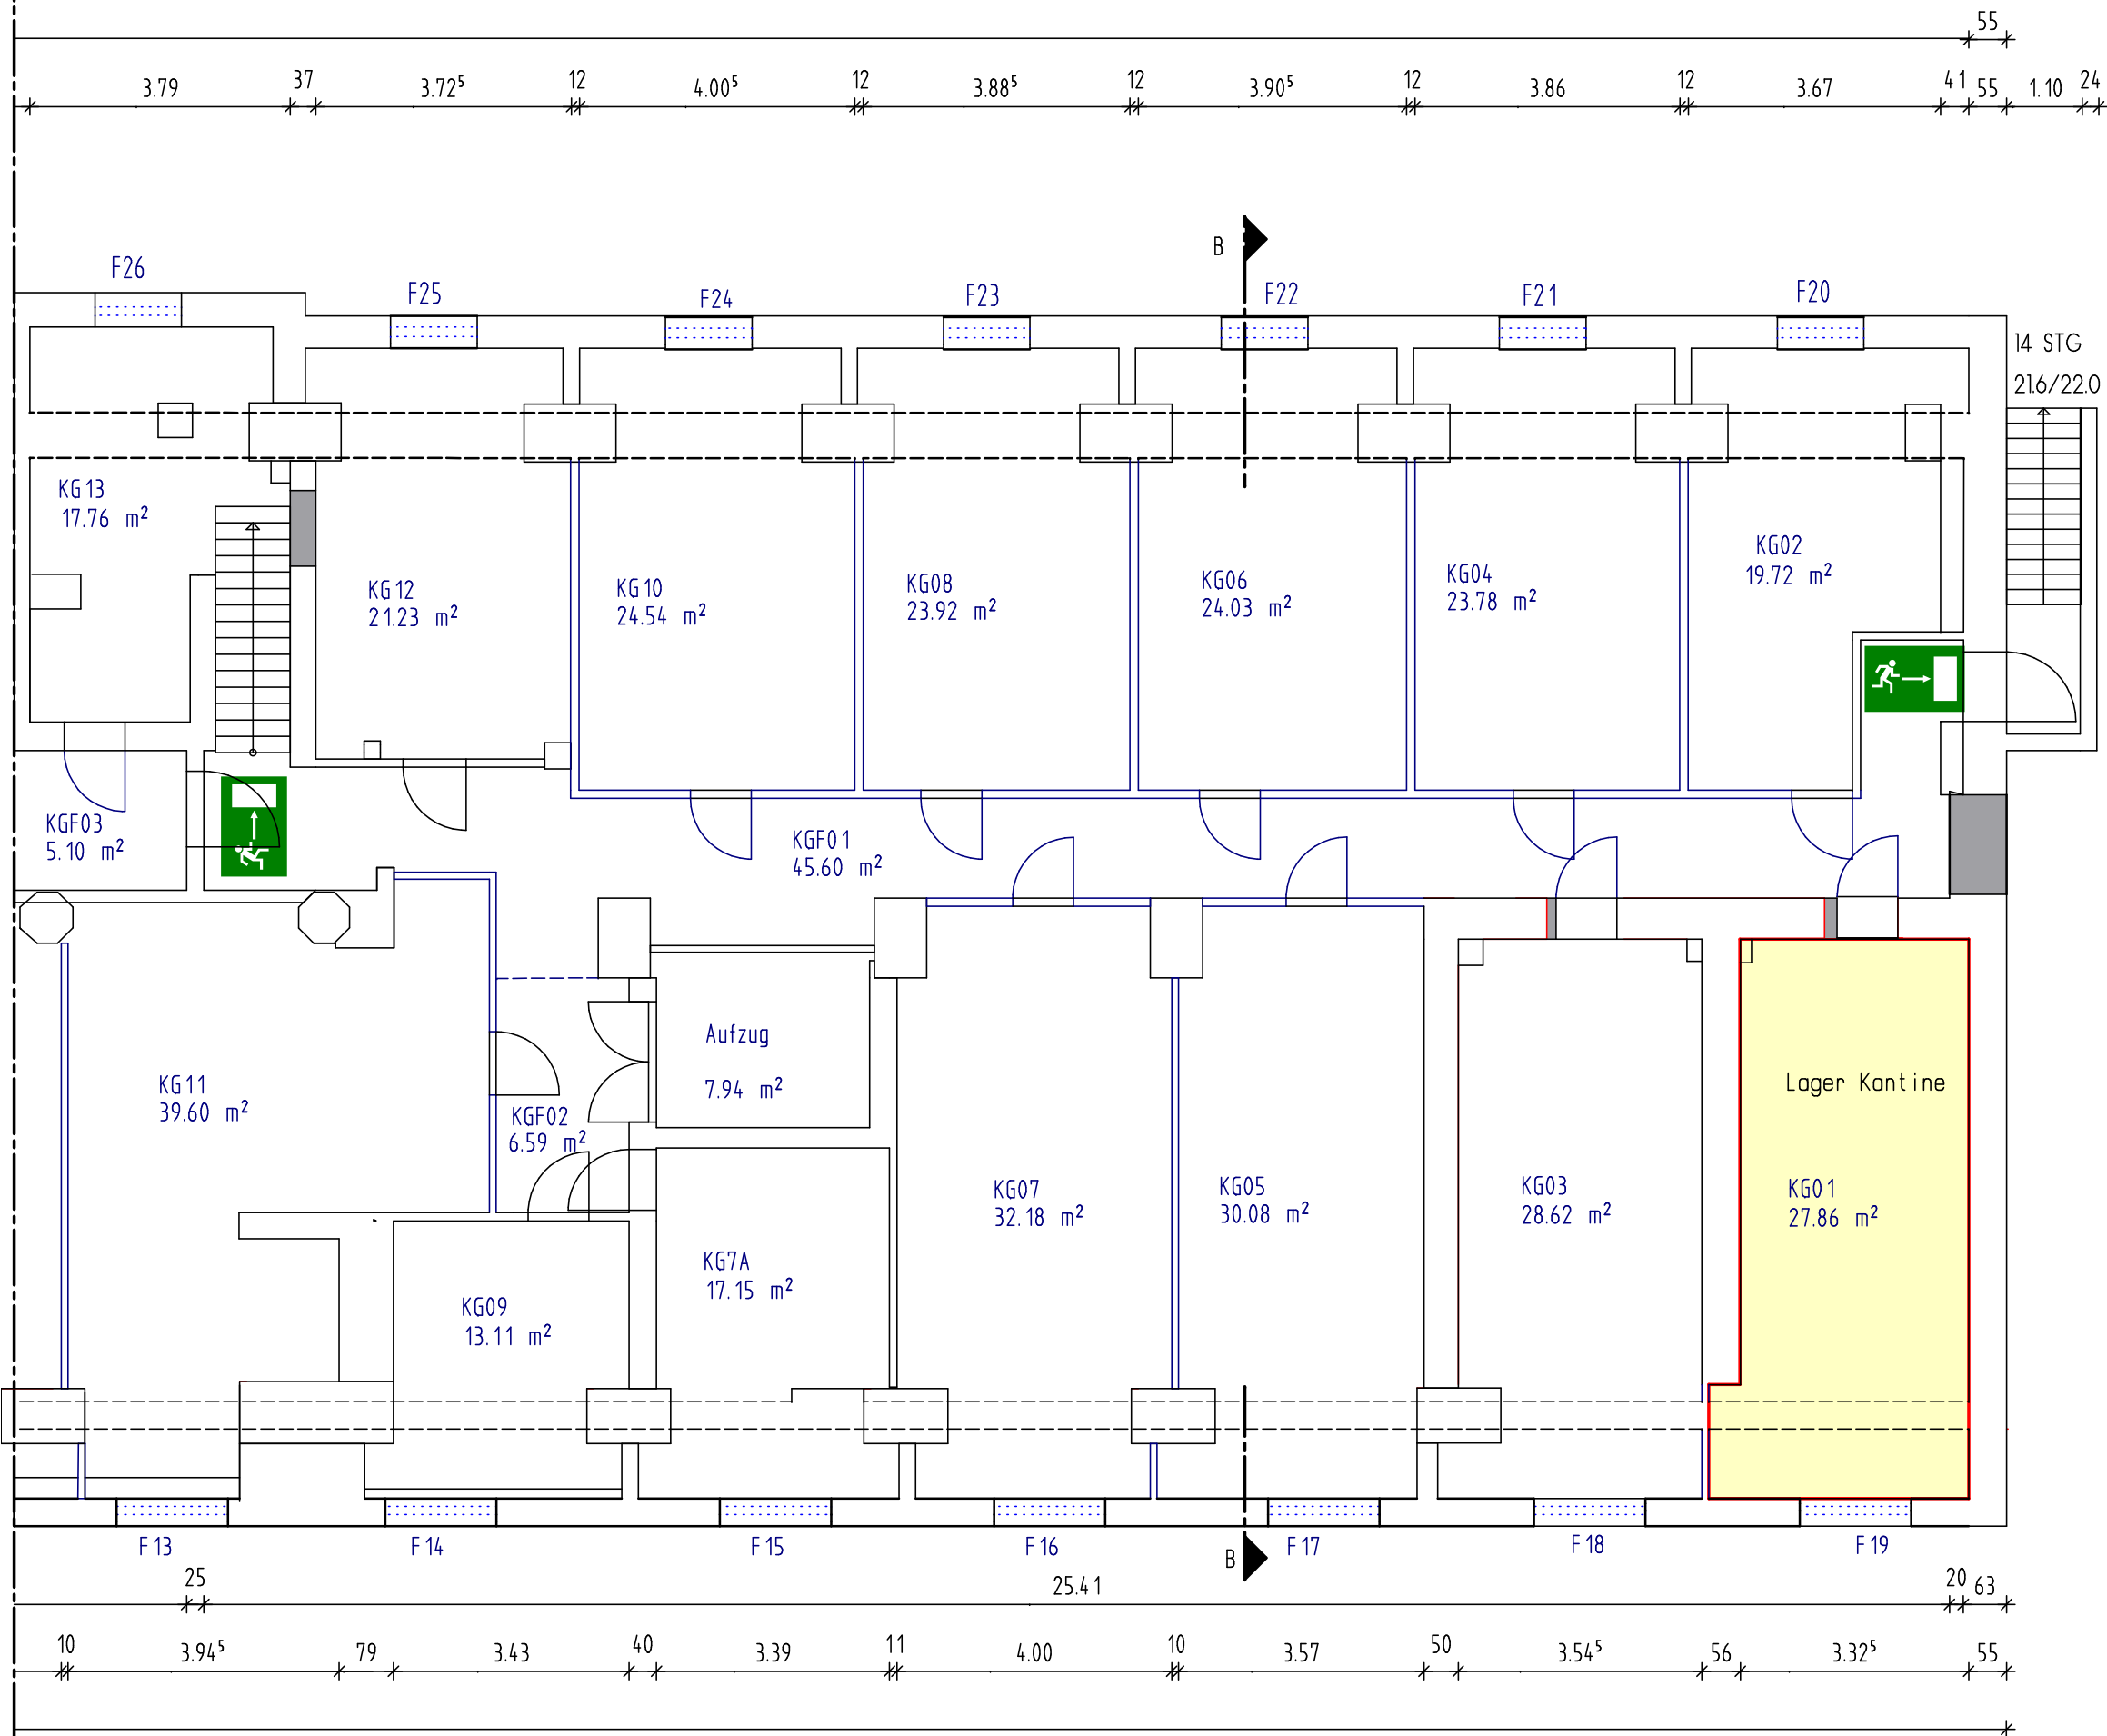 55
3.79 37 3.72⁵ 12 4.00⁵ 12 3.88⁵ 12 3.90⁵ 12 3.86 12 3.67 41 55 1.10 24
B
F26 F25 F24 F23 F22 F21 F20
14 STG
21.6/22.0
KG13
17.76 m²
KG12
21.23 m²
KG10
24.54 m²
KG08
23.92 m²
KG06
24.03 m²
KG04
23.78 m²
KG02
19.72 m²
KGF03
5.10 m²
KGF01
45.60 m²
Aufzug
7.94 m²
KG11
39.60 m²
KGF02
6.59 m²
Lager Kantine
KG07
32.18 m²
KG05
30.08 m²
KG03
28.62 m²
KG01
27.86 m²
KG7A
17.15 m²
KG09
13.11 m²
F13 F14 F15 F16 F17 F18 F19
B
25 25.41 20 63
10 3.94⁵ 79 3.43 40 3.39 11 4.00 10 3.57 50 3.54⁵ 56 3.32⁵ 55